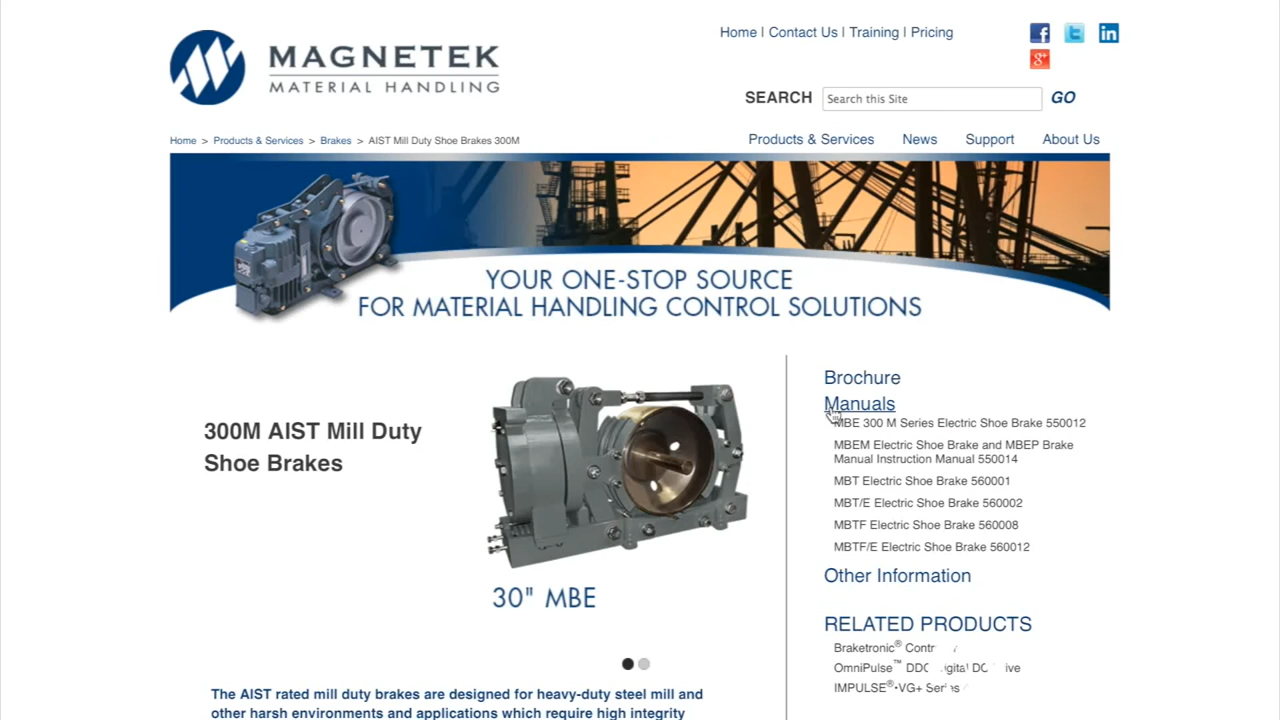 MAGNETEK
MATERIAL HANDLING
Home | Contact Us | Training | Pricing
f
t
in
g+
SEARCH Search this Site GO
Home > Products & Services > Brakes > AIST Mill Duty Shoe Brakes 300M
Products & Services News Support About Us
YOUR ONE-STOP SOURCE
FOR MATERIAL HANDLING CONTROL SOLUTIONS
300M AIST Mill Duty
Shoe Brakes
30" MBE
The AIST rated mill duty brakes are designed for heavy-duty steel mill and
other harsh environments and applications which require high integrity
Brochure
Manuals
MBE 300 M Series Electric Shoe Brake 550012
MBEM Electric Shoe Brake and MBEP Brake
Manual Instruction Manual 550014
MBT Electric Shoe Brake 560001
MBT/E Electric Shoe Brake 560002
MBTF Electric Shoe Brake 560008
MBTF/E Electric Shoe Brake 560012
Other Information
RELATED PRODUCTS
Braketronic®
OmniPulse™ DDC
IMPULSE®•VG+ Series